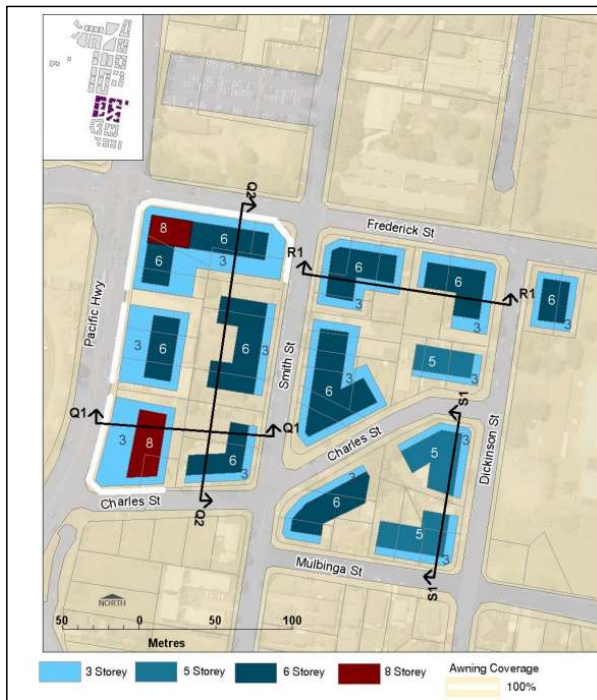 Q2
Frederick St
8
6
R1
6
3
6
6
R1
6
3
3
3
Pacific Hwy
3
6
6
3
Smith St
6
3
5
3
Q1
3
8
Q1
6
3
Charles St
S1
3
5
Dickinson St
Charles St
Q2
3
6
5
3
Mulbinga St
S1
NORTH
50 0 50 100
Metres
3 Storey 5 Storey 6 Storey 8 Storey Awning Coverage
100%